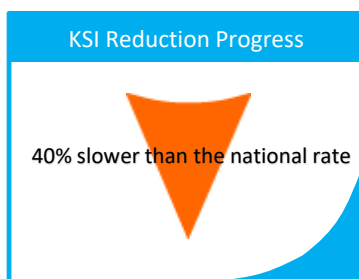 KSI Reduction Progress
40% slower than the national rate